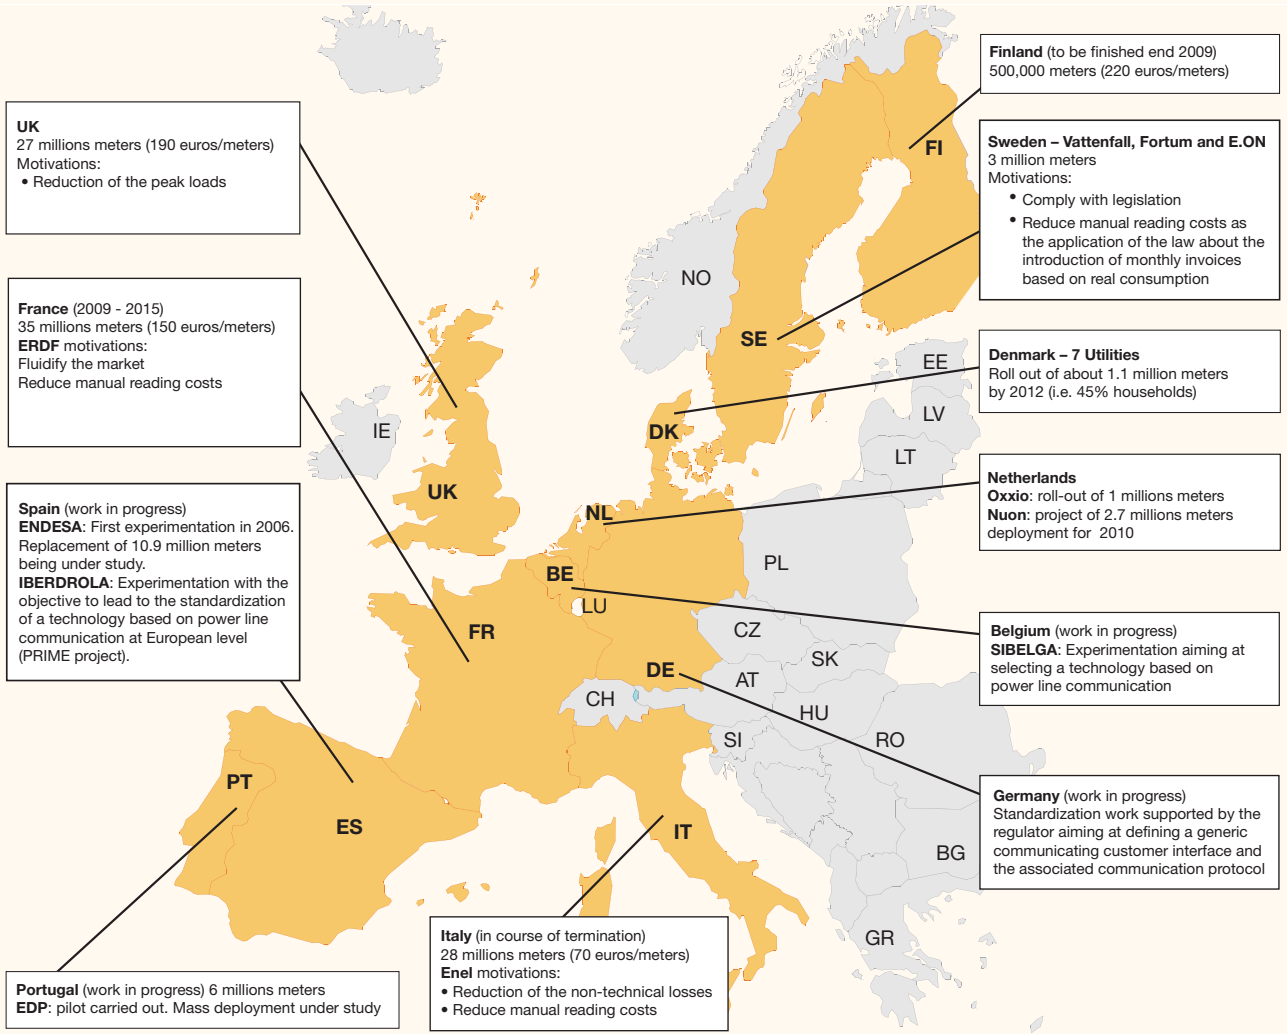 Finland (to be finished end 2009)
500,000 meters (220 euros/meters)
UK
27 millions meters (190 euros/meters)
Motivations:
• Reduction of the peak loads
Sweden – Vattenfall, Fortum and E.ON
3 million meters
Motivations:
• Comply with legislation
• Reduce manual reading costs as
the application of the law about the
introduction of monthly invoices
based on real consumption
France (2009 - 2015)
35 millions meters (150 euros/meters)
ERDF motivations:
Fluidify the market
Reduce manual reading costs
Denmark – 7 Utilities
Roll out of about 1.1 million meters
by 2012 (i.e. 45% households)
Netherlands
Oxxio: roll-out of 1 millions meters
Nuon: project of 2.7 millions meters
deployment for 2010
Spain (work in progress)
ENDESA: First experimentation in 2006.
Replacement of 10.9 million meters
being under study.
IBERDROLA: Experimentation with the
objective to lead to the standardization
of a technology based on power line
communication at European level
(PRIME project).
Belgium (work in progress)
SIBELGA: Experimentation aiming at
selecting a technology based on
power line communication
Germany (work in progress)
Standardization work supported by the
regulator aiming at defining a generic
communicating customer interface and
the associated communication protocol
Italy (in course of termination)
28 millions meters (70 euros/meters)
Enel motivations:
• Reduction of the non-technical losses
• Reduce manual reading costs
Portugal (work in progress) 6 millions meters
EDP: pilot carried out. Mass deployment under study
FI
NO
SE
EE
LV
LT
IE
DK
UK
NL
PL
BE
LU
FR
CZ
SK
DE
AT
CH
HU
SI
RO
PT
ES
IT
BG
GR